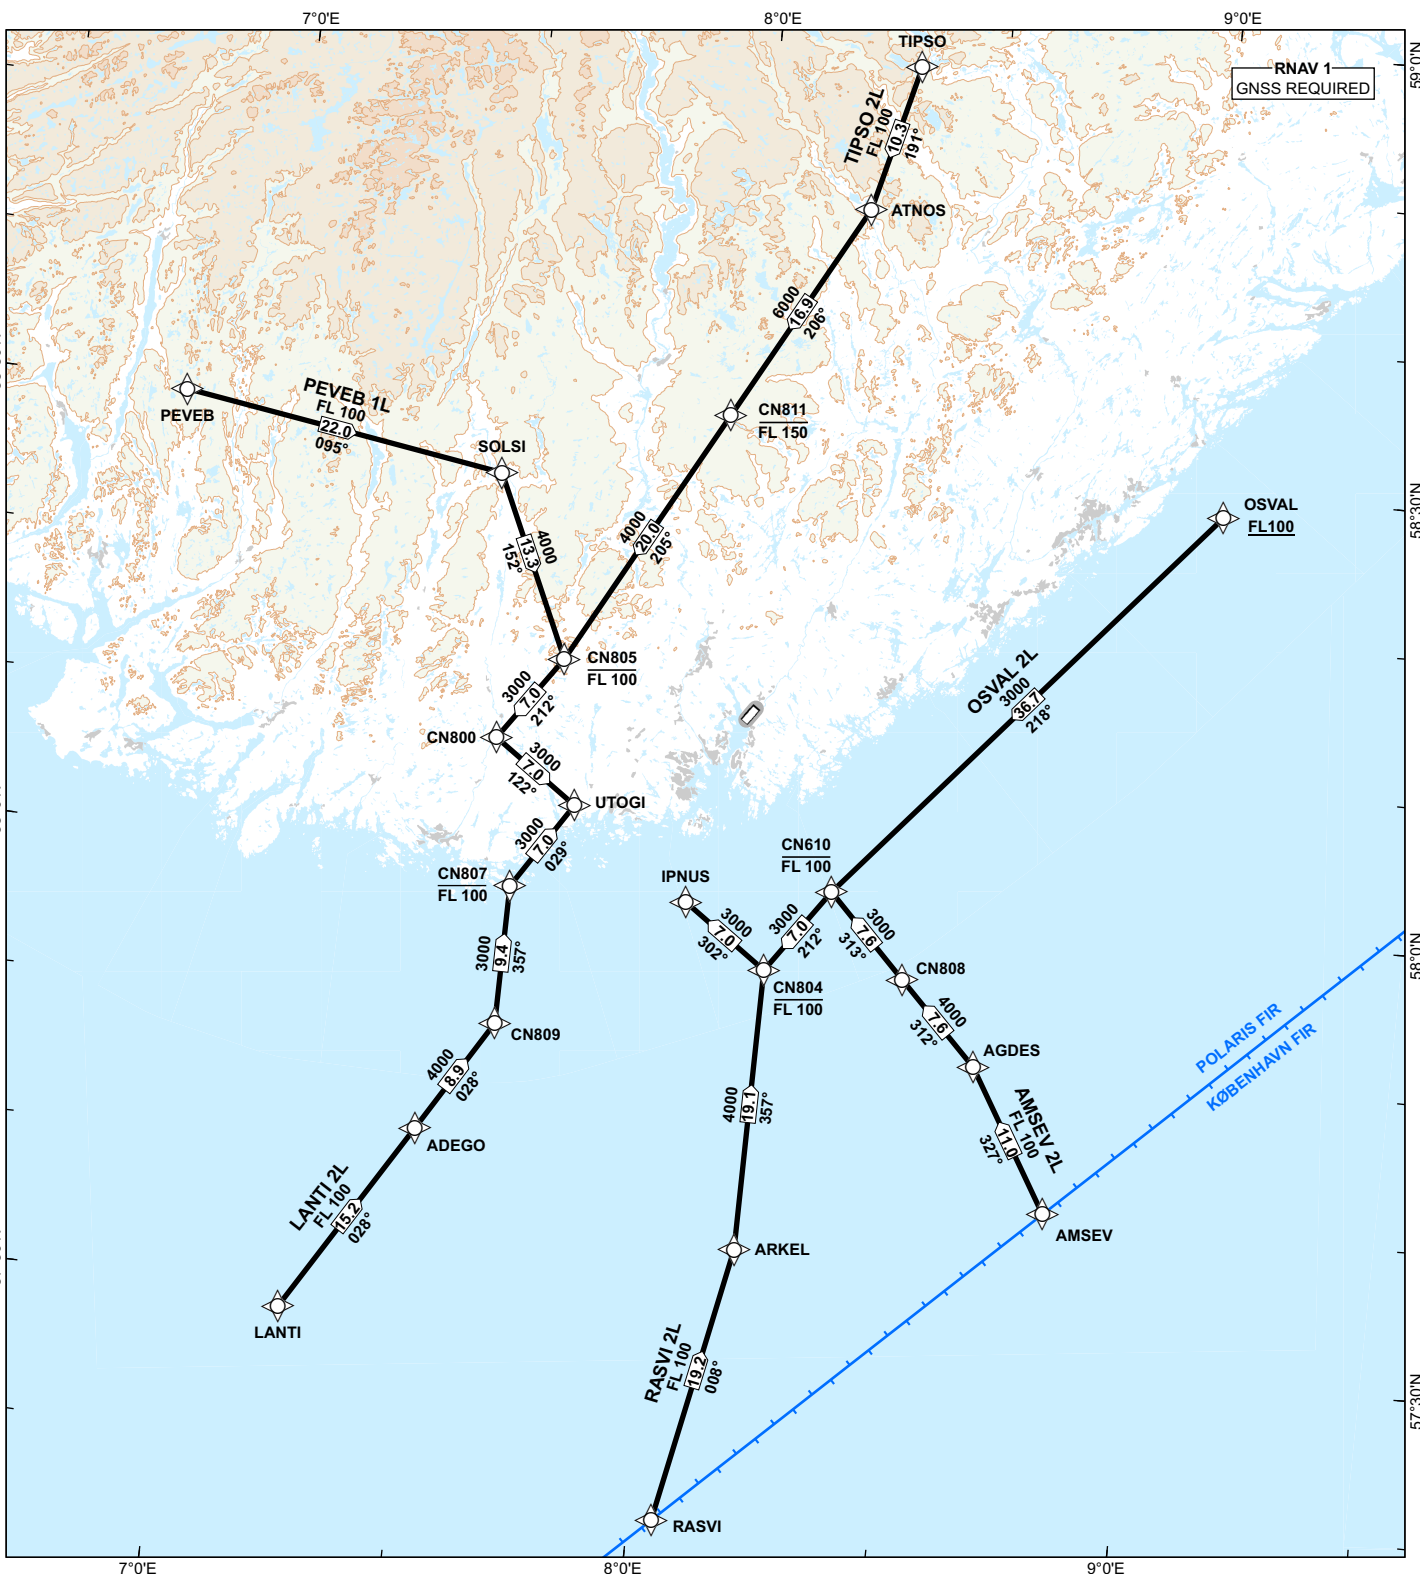 7°0'E
8°0'E
9°0'E
TIPSO
59°0'N
RNAV 1
GNSS REQUIRED
TIPSO 2L
FL 100
10.3
191°
ATNOS
6000
16.9
206°
PEVEB
PEVEB 1L
FL 100
22.0
095°
CN811
FL 150
SOLSI
4000
13.3
152°
4000
20.0
205°
OSVAL
FL100
58°30'N
CN805
FL 100
OSVAL 2L
3000
36.7
218°
3000
7.0
212°
CN800
3000
7.0
122°
UTOGI
3000
7.0
029°
CN807
FL 100
CN610
FL 100
IPNUS
3000
7.0
302°
3000
7.0
212°
3000
7.6
313°
3000
9.4
357°
CN808
58°0'N
CN804
FL 100
4000
7.6
312°
CN809
POLARIS FIR
KØBENHAVN FIR
AGDES
4000
8.9
028°
4000
19.1
357°
AMSEV 2L
FL 100
11.0
327°
ADEGO
LANTI 2L
FL 100
15.2
028°
AMSEV
ARKEL
LANTI
RASVI 2L
FL 100
19.2
008°
57°30'N
RASVI
7°0'E
8°0'E
9°0'E